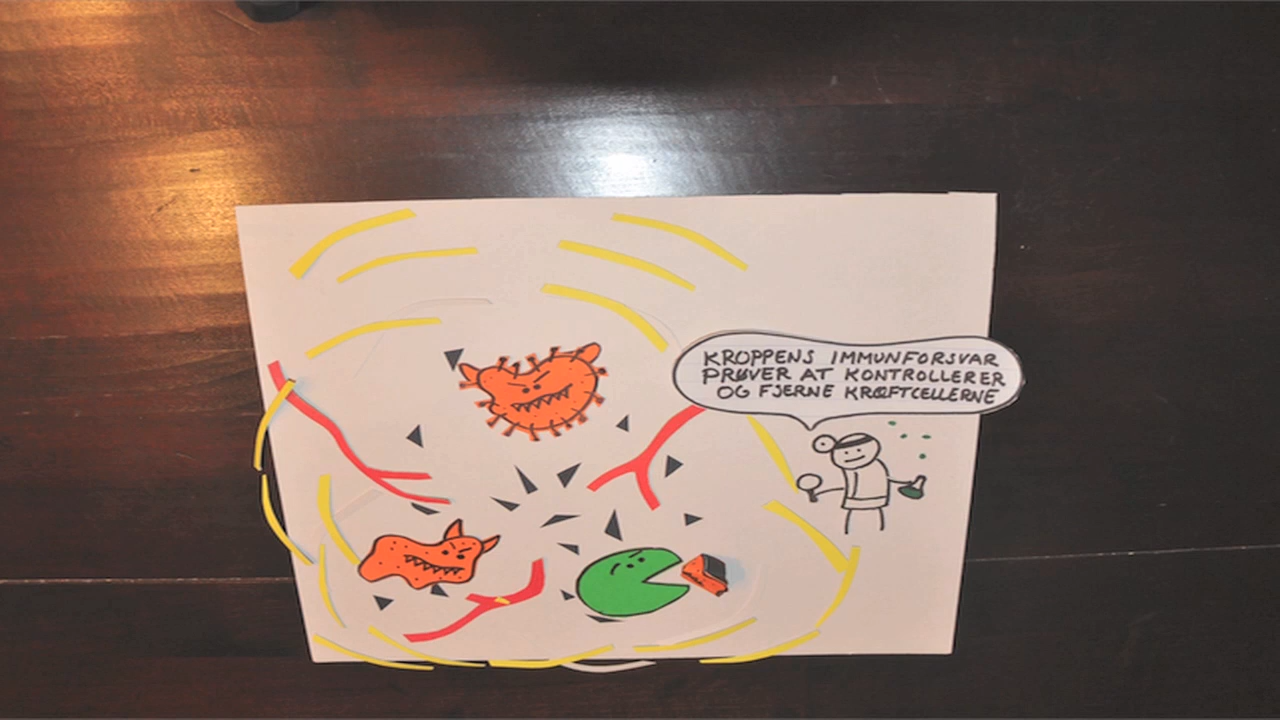 KROPPENS IMMUNFORSVAR
PRØVER AT KONTROLLERER
OG FJERNE KRÆFTCELLERNE